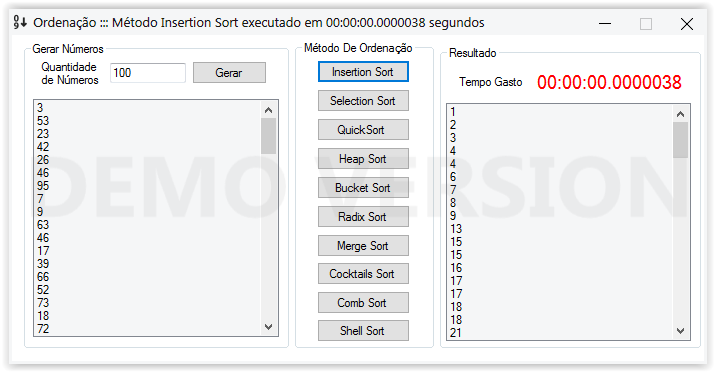 Ordenação ::: Método Insertion Sort executado em 00:00:00.0000038 segundos
Gerar Números
Quantidade
de Números
100
Gerar
3
53
23
42
26
46
95
7
9
63
46
17
39
66
52
73
18
72
Método De Ordenação
Insertion Sort
Selection Sort
QuickSort
Heap Sort
Bucket Sort
Radix Sort
Merge Sort
Cocktails Sort
Comb Sort
Shell Sort
Resultado
Tempo Gasto 00:00:00.0000038
1
2
3
4
4
6
7
8
9
13
15
15
16
17
17
18
18
21
DEMO VERSION